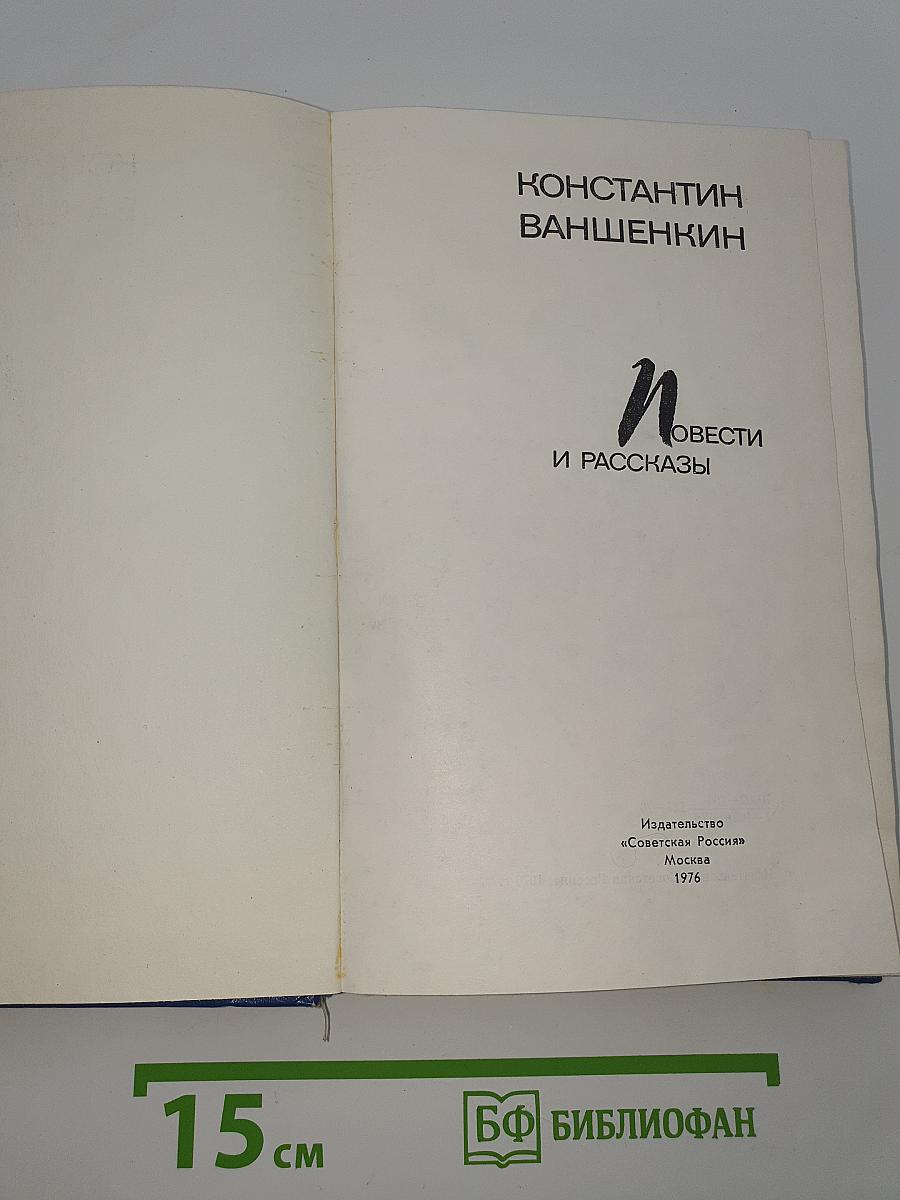 КОНСТАНТИН
ВАНШЕНКИН
Повести
и рассказы
Издательство
«Советская Россия»
Москва
1976
15 см
БФ БИБЛИОФАН